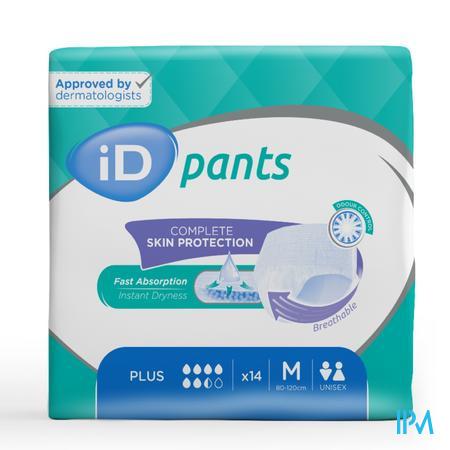 Approved by
dermatologists
iD pants
COMPLETE
SKIN PROTECTION
ODOUR CONTROL
Fast Absorption
Instant Dryness
Breathable
PLUS x14 M UNISEX
80-120cm
IPM